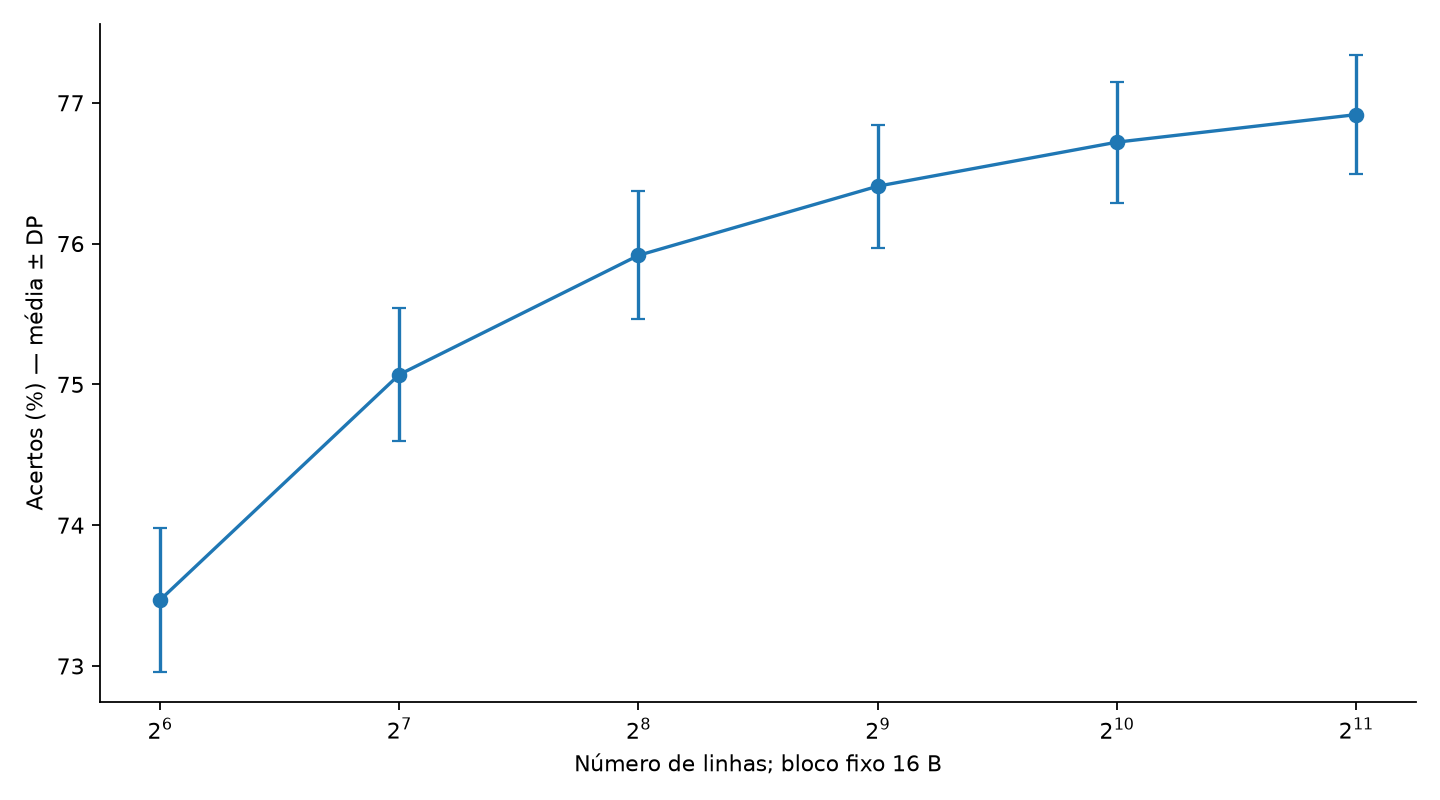 Acertos (%) — média ± DP
77
76
75
74
73
2⁶ 2⁷ 2⁸ 2⁹ 2¹⁰ 2¹¹
Número de linhas; bloco fixo 16 B